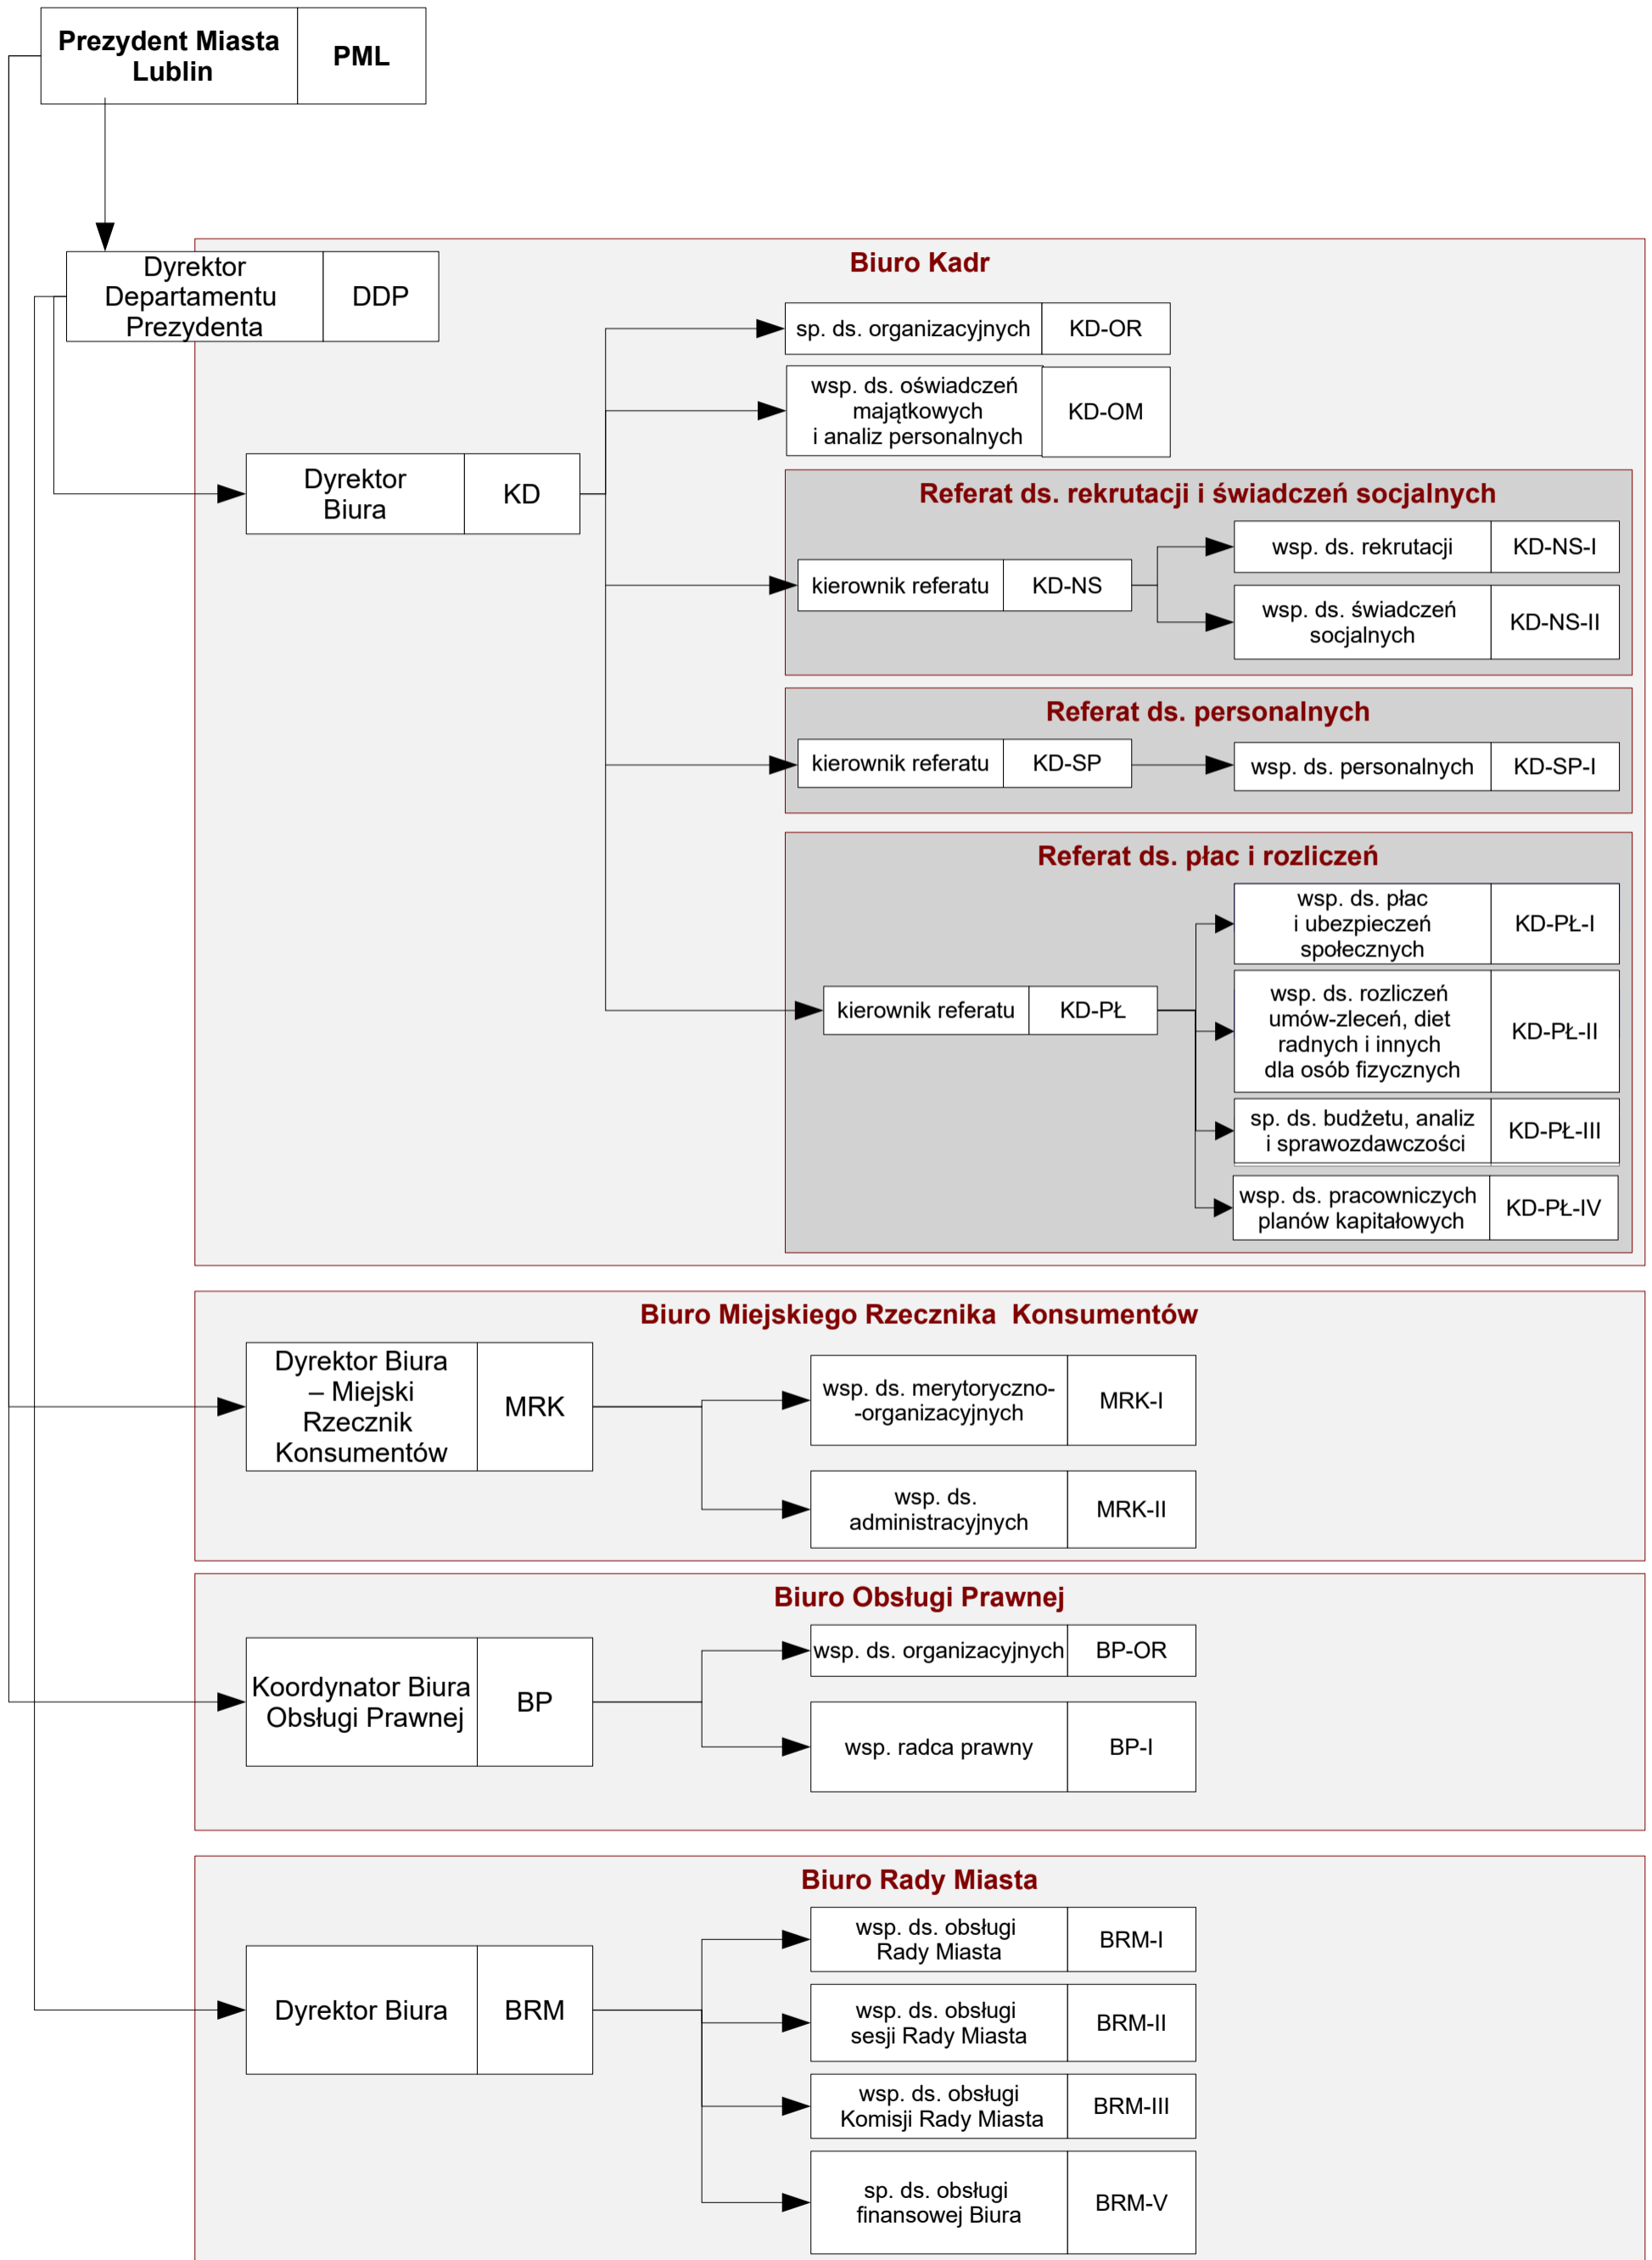 Prezydent Miasta
Lublin
PML
Dyrektor
Departamentu
Prezydenta
DDP
Biuro Kadr
sp. ds. organizacyjnych
KD-OR
wsp. ds. oświadczeń
majątkowych
i analiz personalnych
KD-OM
Dyrektor
Biura
KD
Referat ds. rekrutacji i świadczeń socjalnych
kierownik referatu
KD-NS
wsp. ds. rekrutacji
KD-NS-I
wsp. ds. świadczeń
socjalnych
KD-NS-II
Referat ds. personalnych
kierownik referatu
KD-SP
wsp. ds. personalnych
KD-SP-I
Referat ds. płac i rozliczeń
kierownik referatu
KD-PŁ
wsp. ds. płac
i ubezpieczeń
społecznych
KD-PŁ-I
wsp. ds. rozliczeń
umów-zleceń, diet
radnych i innych
dla osób fizycznych
KD-PŁ-II
sp. ds. budżetu, analiz
i sprawozdawczości
KD-PŁ-III
wsp. ds. pracowniczych
planów kapitałowych
KD-PŁ-IV
Biuro Miejskiego Rzecznika  Konsumentów
Dyrektor Biura
– Miejski
Rzecznik
Konsumentów
MRK
wsp. ds. merytoryczno-
-organizacyjnych
MRK-I
wsp. ds.
administracyjnych
MRK-II
Biuro Obsługi Prawnej
Koordynator Biura
Obsługi Prawnej
BP
wsp. ds. organizacyjnych
BP-OR
wsp. radca prawny
BP-I
Biuro Rady Miasta
Dyrektor Biura
BRM
wsp. ds. obsługi
Rady Miasta
BRM-I
wsp. ds. obsługi
sesji Rady Miasta
BRM-II
wsp. ds. obsługi
Komisji Rady Miasta
BRM-III
sp. ds. obsługi
finansowej Biura
BRM-V